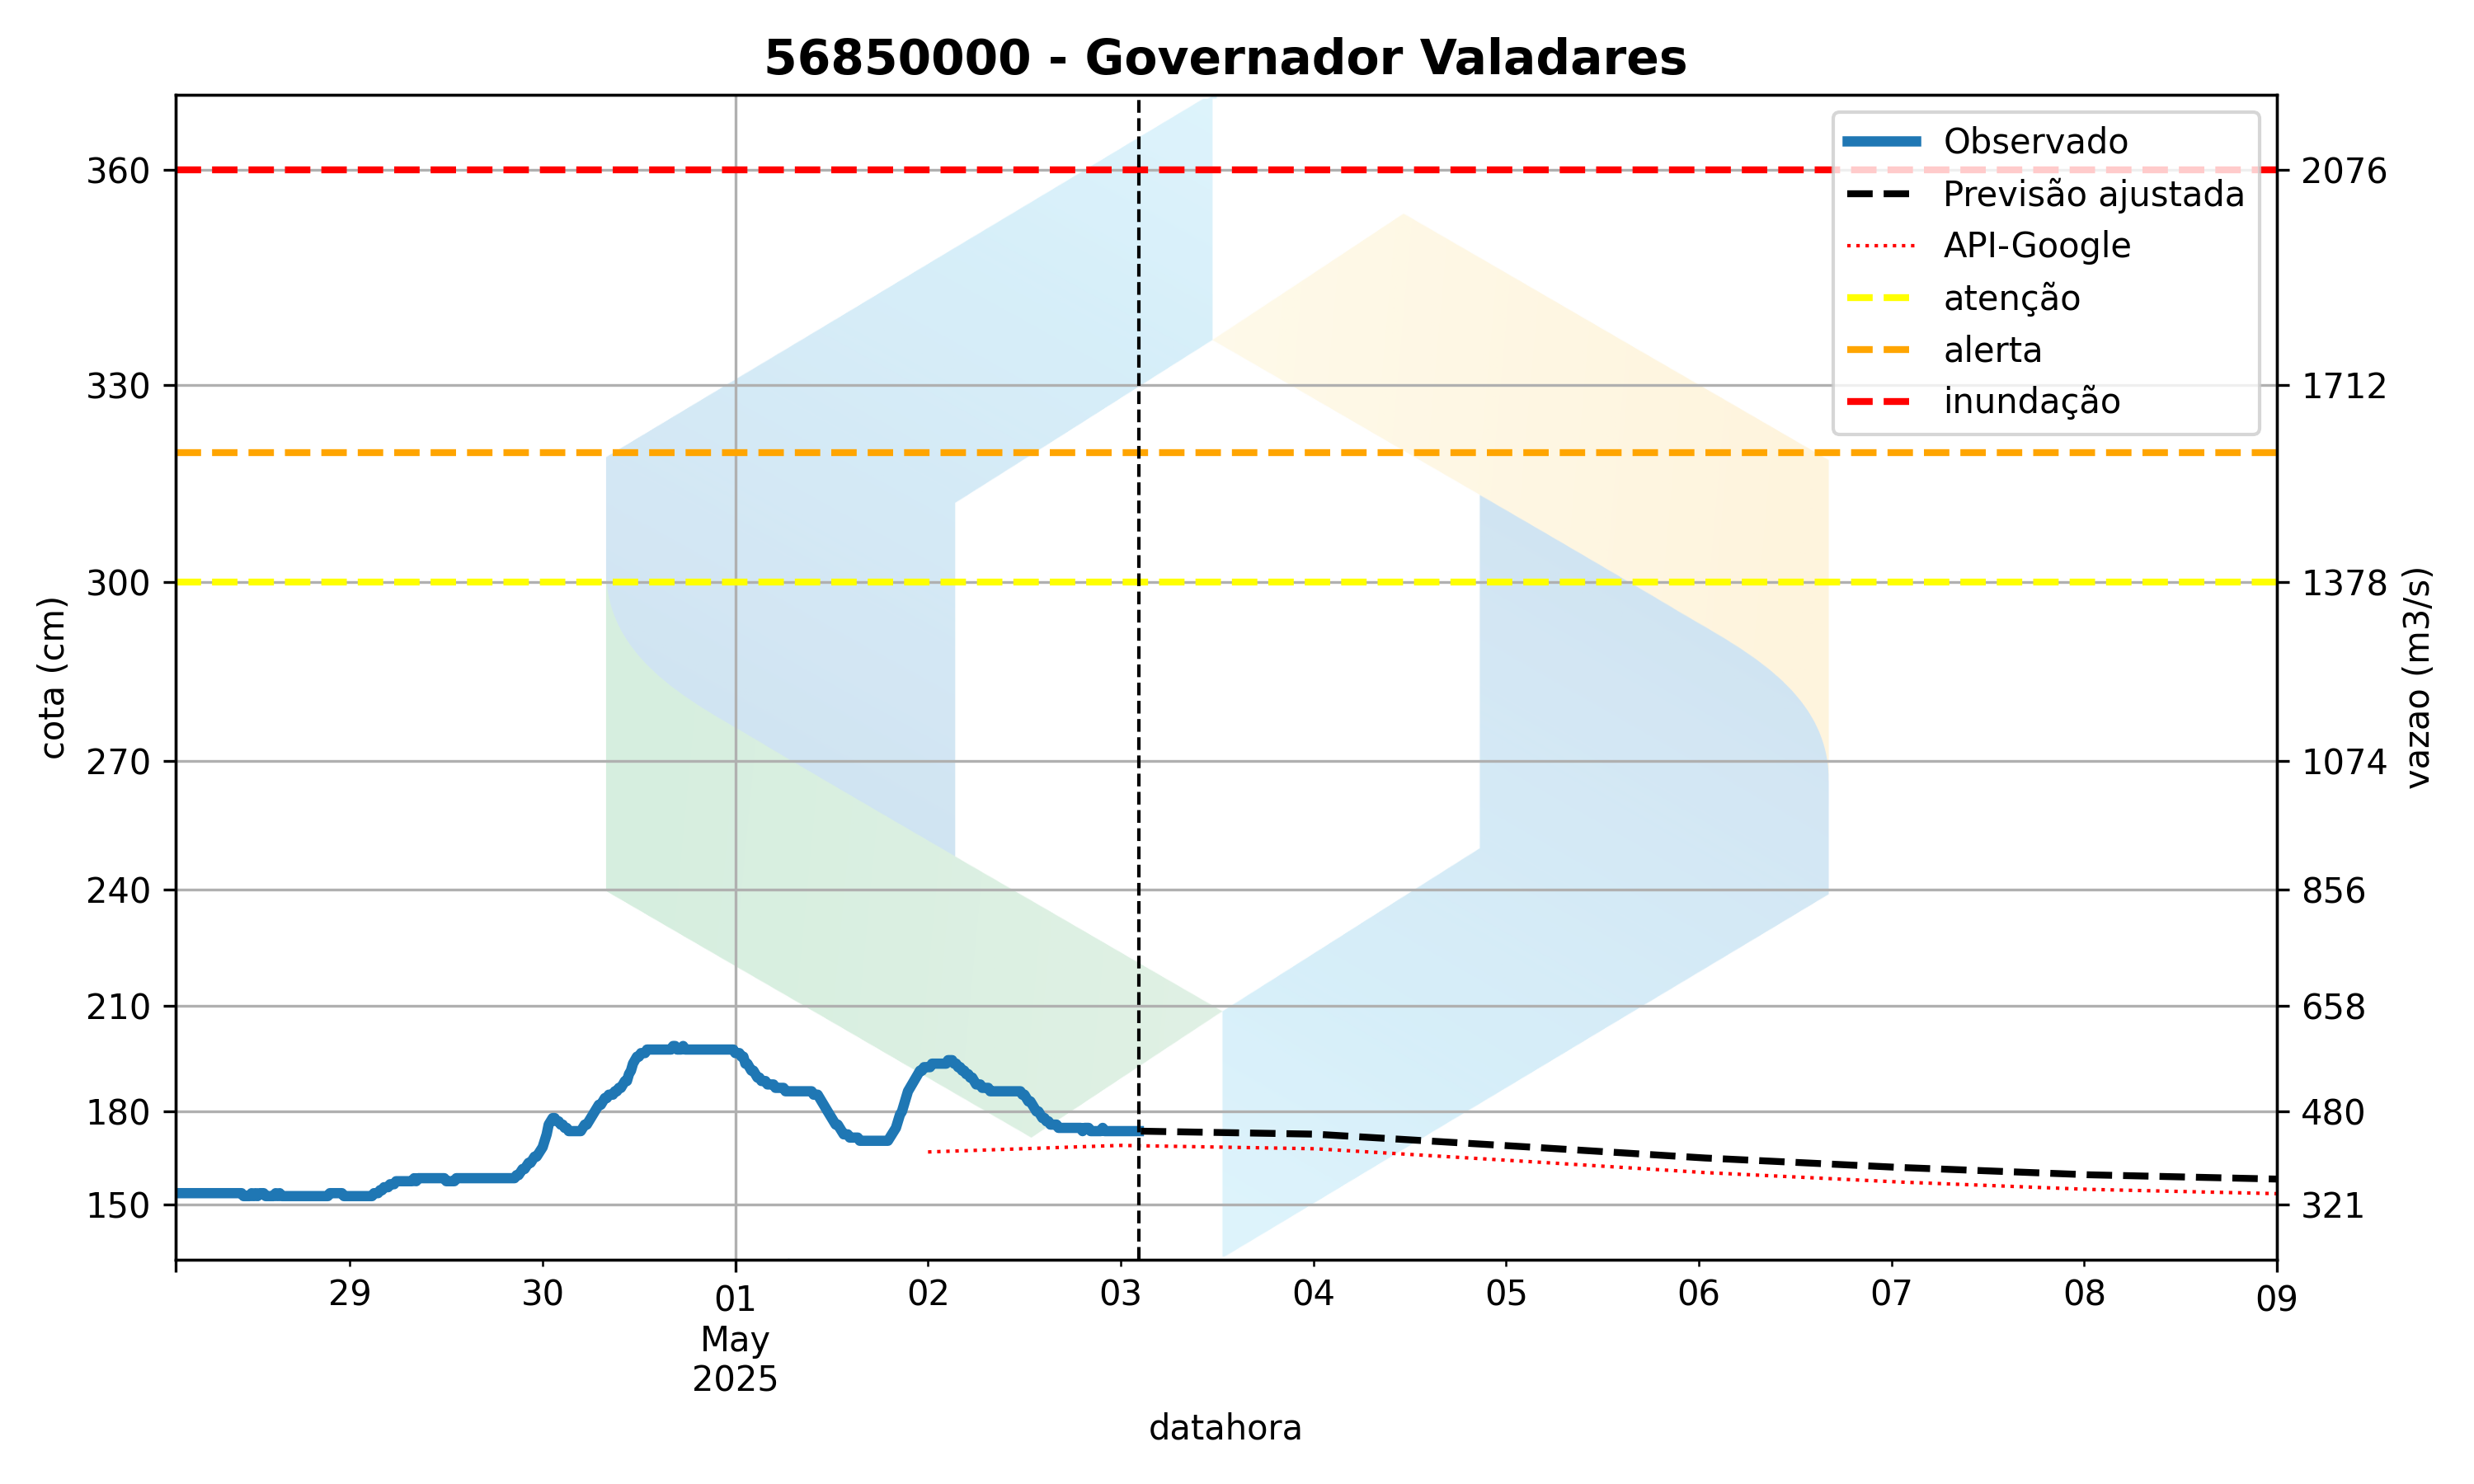 56850000 - Governador Valadares
Observado
Previsão ajustada
API-Google
atenção
alerta
inundação
cota (cm)
360
330
300
270
240
210
180
150
2076
1712
1378
1074
856
658
480
321
vazao (m3/s)
29 30 01 02 03 04 05 06 07 08 09
May
2025
datahora